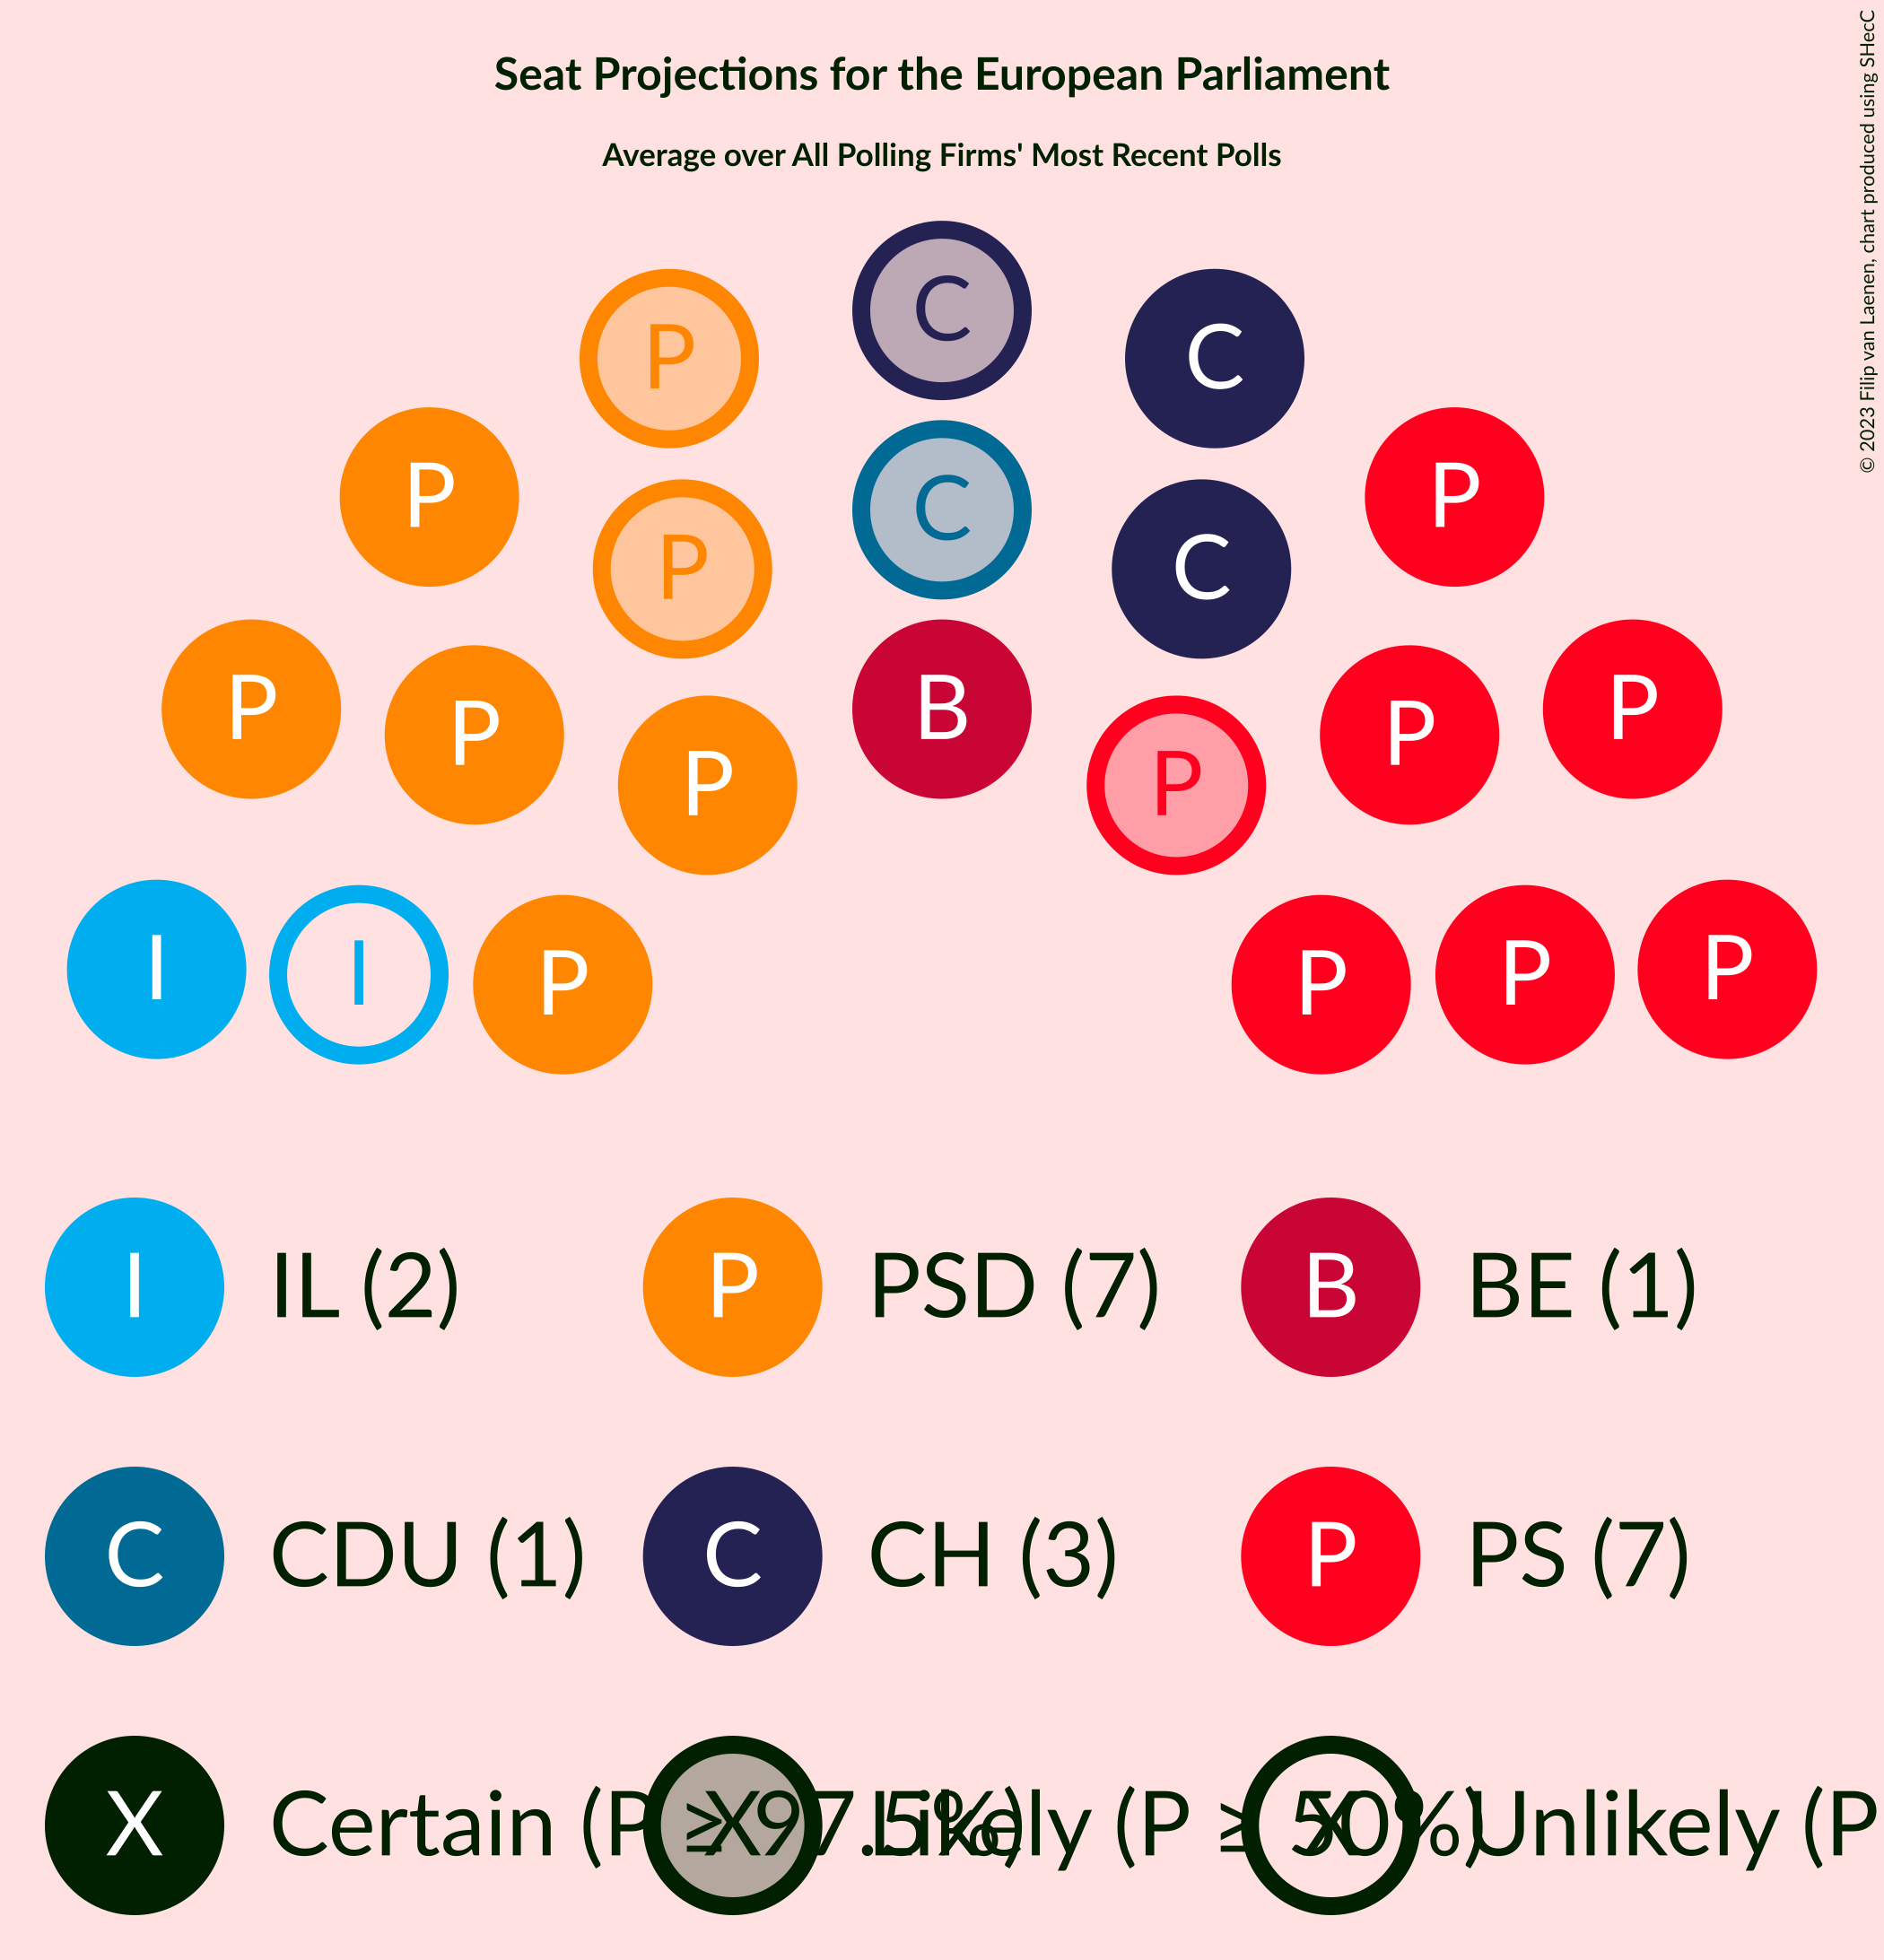 Seat Projections for the European Parliament
Average over All Polling Firms' Most Recent Polls
© 2023 Filip van Laenen, chart produced using SHecC
C
P C
P P
C
P C
P B P
P P
P P
I I P P P P
I IL (2) P PSD (7) B BE (1)
C CDU (1) C CH (3) P PS (7)
X Certain (P ≥ 97.5%) X Likely (P ≥ 50%) X Unlikely (P